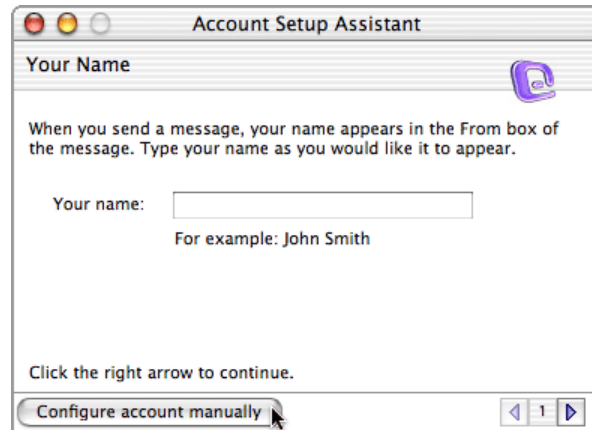 Account Setup Assistant
Your Name
When you send a message, your name appears in the From box of
the message. Type your name as you would like it to appear.
Your name:
For example: John Smith
Click the right arrow to continue.
Configure account manually
1